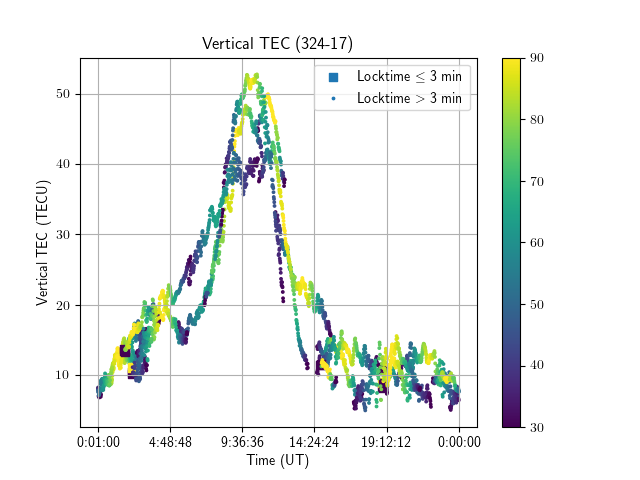 Vertical TEC (324-17)
Locktime ≤ 3 min
Locktime > 3 min
Vertical TEC (TECU)
50
40
30
20
10
0:01:00 4:48:48 9:36:36 14:24:24 19:12:12 0:00:00
Time (UT)
90
80
70
60
50
40
30